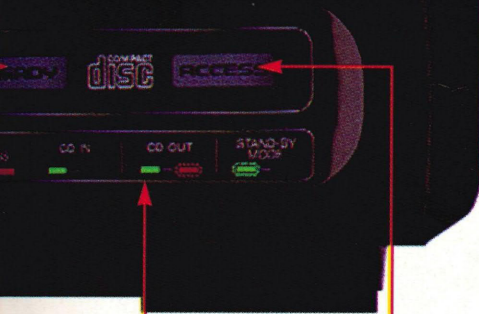 COMPACT
disc
ACCESS
CD IN
CD OUT
STAND-BY
MODE